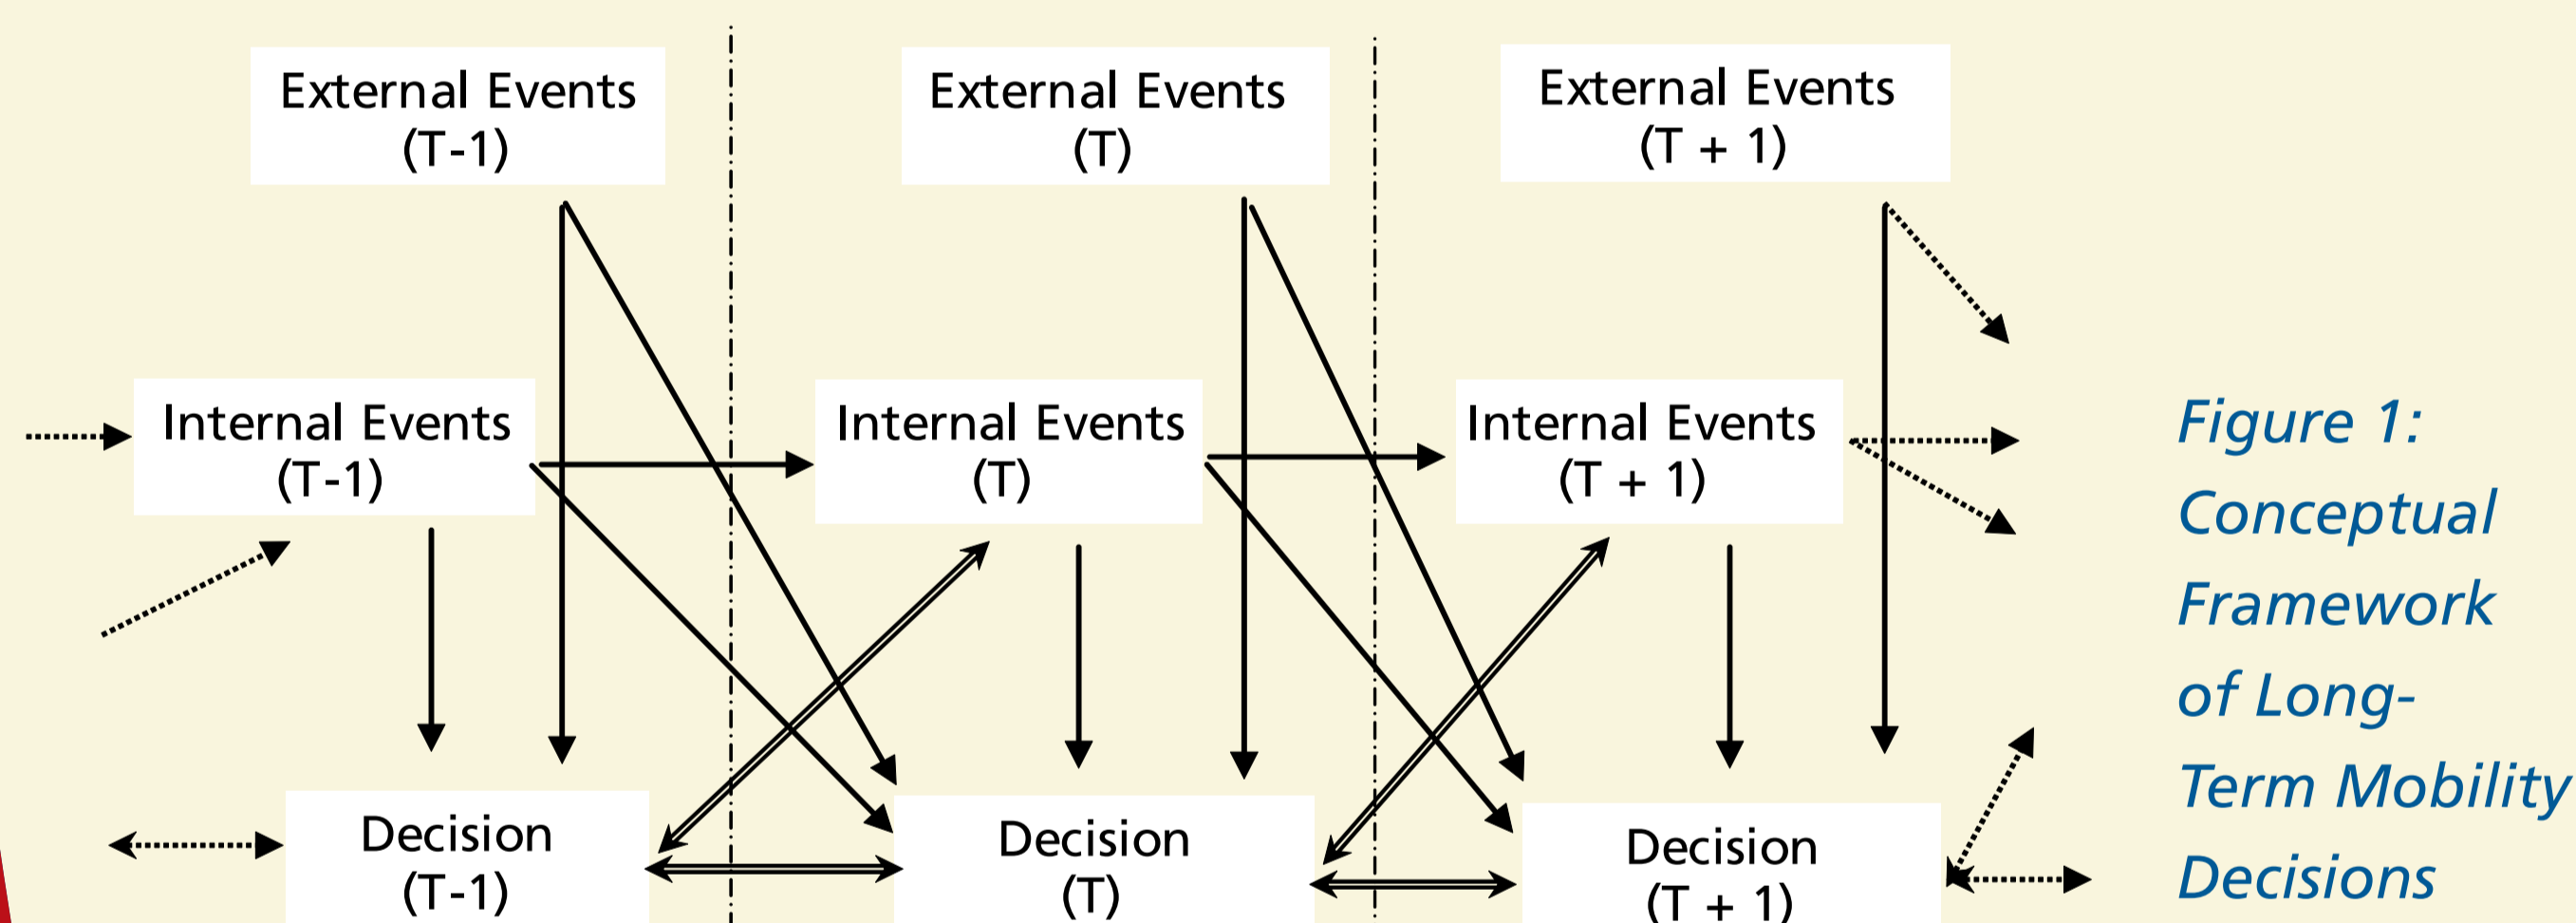 External Events
(T-1)
External Events
(T)
External Events
(T + 1)
Internal Events
(T-1)
Internal Events
(T)
Internal Events
(T + 1)
Decision
(T-1)
Decision
(T)
Decision
(T + 1)
Figure 1:
Conceptual
Framework
of Long-
Term Mobility
Decisions